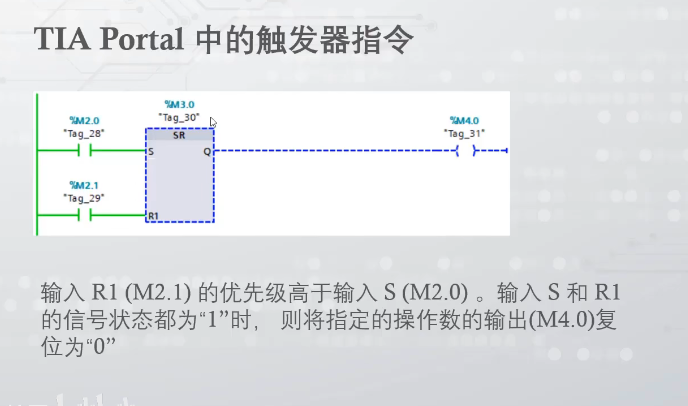 TIA Portal 中的触发器指令
%M3.0
"Tag_30"
%M2.0
"Tag_28"
%M4.0
"Tag_31"
SR
S
Q
%M2.1
"Tag_29"
R1
输入 R1 (M2.1) 的优先级高于输入 S (M2.0) 。输入 S 和 R1
的信号状态都为“1”时， 则将指定的操作数的输出(M4.0)复
位为“0”